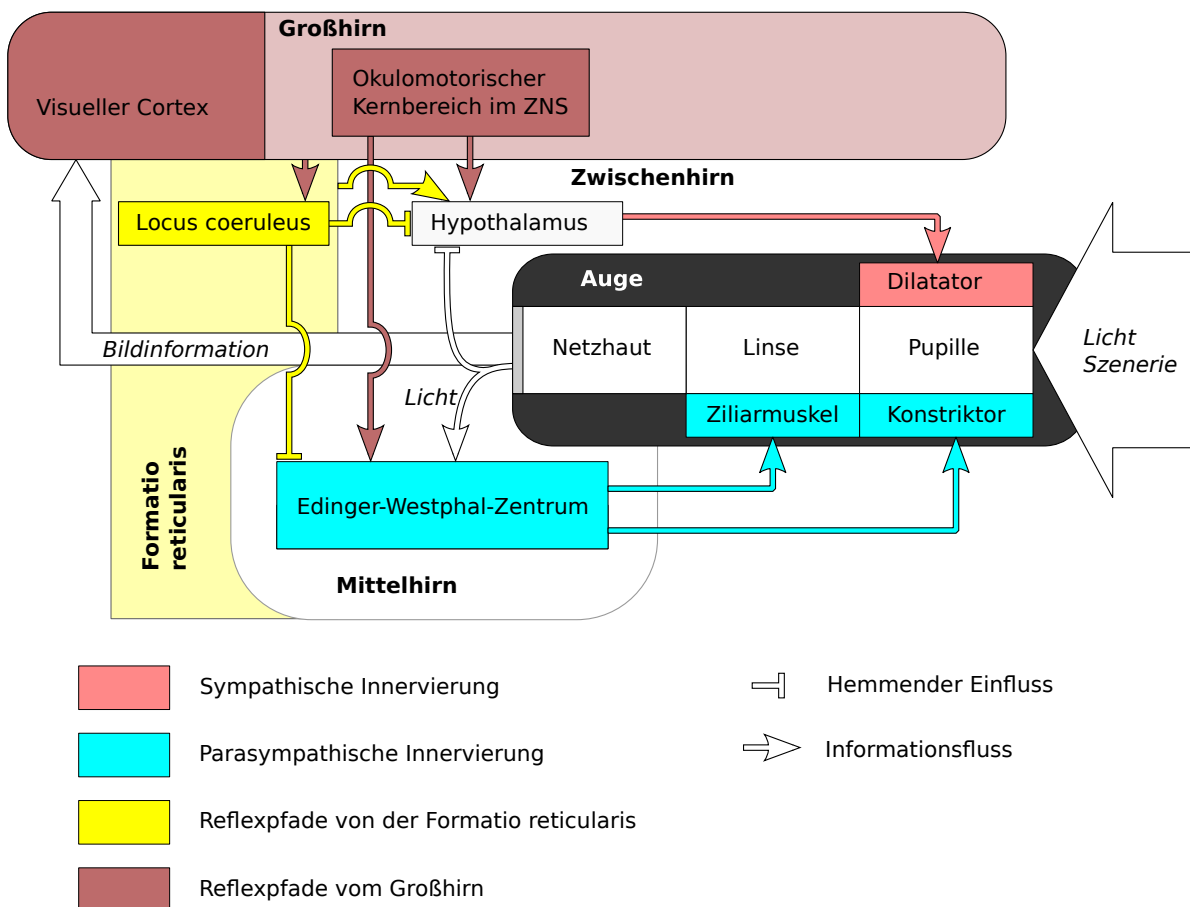 Großhirn
Visueller Cortex
Okulomotorischer
Kernbereich im ZNS
Zwischenhirn
Locus coeruleus
Hypothalamus
Auge
Dilatator
Bildinformation
Netzhaut
Linse
Pupille
Licht
Szenerie
Licht
Ziliarmuskel
Konstriktor
Formatio
reticularis
Edinger-Westphal-Zentrum
Mittelhirn
Sympathische Innervierung
Parasympathische Innervierung
Reflexpfade von der Formatio reticularis
Reflexpfade vom Großhirn
Hemmender Einfluss
Informationsfluss